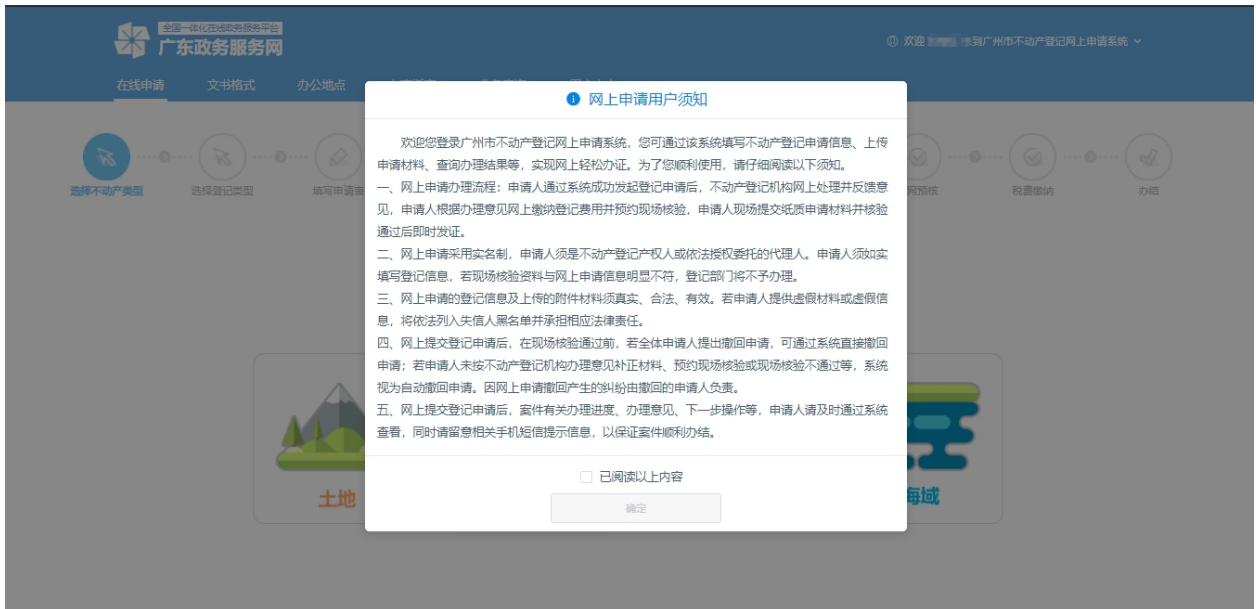 全国一体化在线政务服务平台
广东政务服务网
欢迎
到广州市不动产登记网上申请系统
在线申请 文书格式 办公地点
网上申请用户须知
欢迎您登录广州市不动产登记网上申请系统，您可通过该系统填写不动产登记申请信息、上传
申请材料、查询办理结果等，实现网上轻松办证。为了您顺利使用，请仔细阅读以下须知。
一、网上申请办理流程：申请人通过系统成功发起登记申请后，不动产登记机构网上处理并反馈意
见，申请人根据办理意见网上缴纳登记费用并预约现场核验，申请人现场提交纸质申请材料并核验
通过后即时发证。
二、网上申请采用实名制，申请人须是不动产登记产权人或依法授权委托的代理人。申请人须如实
填写登记信息，若现场核验资料与网上申请信息明显不符，登记部门将不予办理。
三、网上申请的登记信息及上传的附件材料须真实、合法、有效。若申请人提供虚假材料或虚假信
息，将依法列入失信人黑名单并承担相应法律责任。
四、网上提交登记申请后，在现场核验通过前，若全体申请人提出撤回申请，可通过系统直接撤回
申请；若申请人未按不动产登记机构办理意见补正材料、预约现场核验或现场核验不通过等，系统
视为自动撤回申请。因网上申请撤回产生的纠纷由撤回的申请人负责。
五、网上提交登记申请后，案件有关办理进度、办理意见、下一步操作等，申请人请及时通过系统
查看，同时请留意相关手机短信提示信息，以保证案件顺利办结。
已阅读以上内容
确定
选择不动产类型 选择登记类型 填写申请表 网预核 税费缴纳 办结
土地
海域